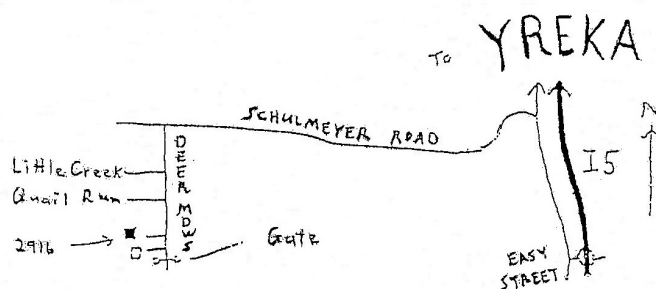 To YREKA
SCHULMEYER ROAD
N
I5
DEER MDWS
Little Creek
Quail Run
2916
Gate
EASY
STREET